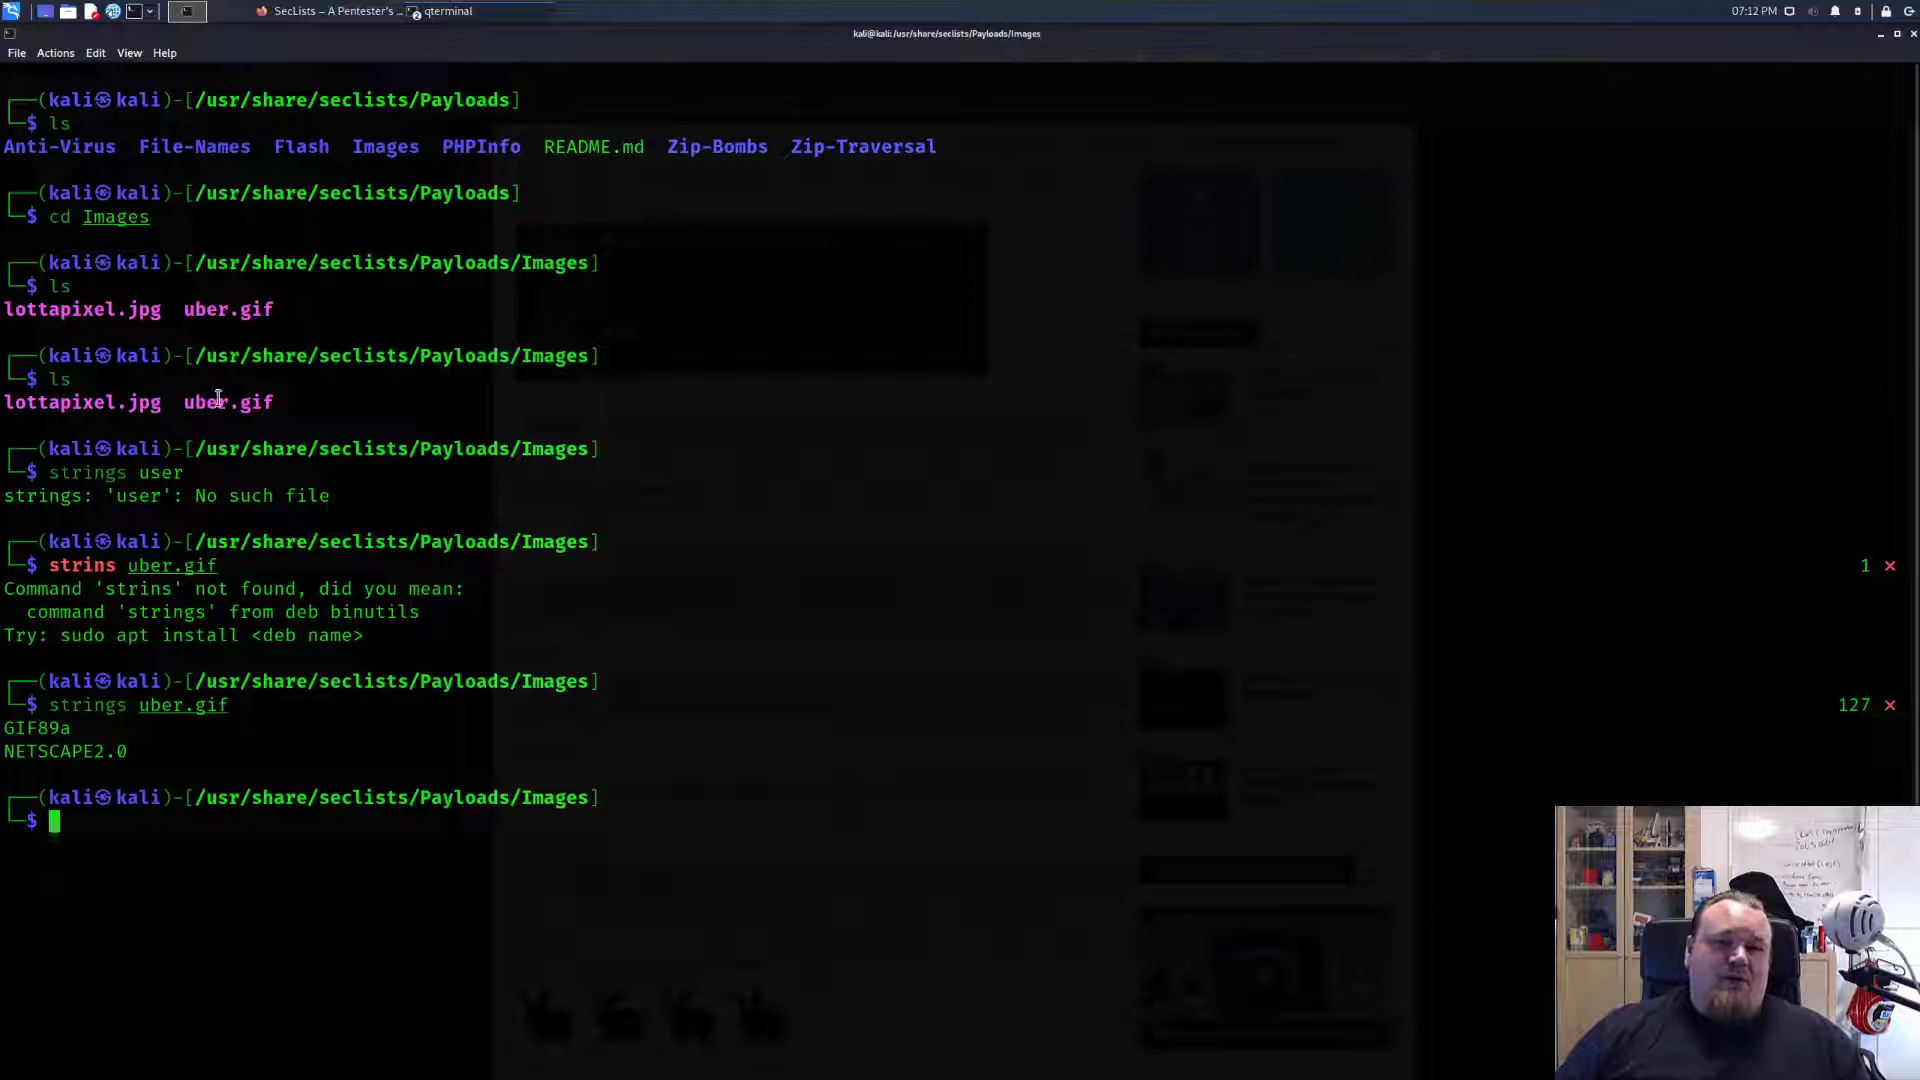 SecLists – A Pentester's ...
qterminal
07:12 PM
kali@kali: /usr/share/seclists/Payloads/Images
File Actions Edit View Help
┌──(kali㉿kali)-[/usr/share/seclists/Payloads]
└─$ ls
Anti-Virus File-Names Flash Images PHPInfo README.md Zip-Bombs Zip-Traversal
┌──(kali㉿kali)-[/usr/share/seclists/Payloads]
└─$ cd Images
┌──(kali㉿kali)-[/usr/share/seclists/Payloads/Images]
└─$ ls
lottapixel.jpg uber.gif
┌──(kali㉿kali)-[/usr/share/seclists/Payloads/Images]
└─$ ls
lottapixel.jpg uber.gif
┌──(kali㉿kali)-[/usr/share/seclists/Payloads/Images]
└─$ strings user
strings: 'user': No such file
┌──(kali㉿kali)-[/usr/share/seclists/Payloads/Images]
└─$ strins uber.gif 1 ⨯
Command 'strins' not found, did you mean:
command 'strings' from deb binutils
Try: sudo apt install <deb name>
┌──(kali㉿kali)-[/usr/share/seclists/Payloads/Images]
└─$ strings uber.gif 127 ⨯
GIF89a
NETSCAPE2.0
┌──(kali㉿kali)-[/usr/share/seclists/Payloads/Images]
└─$